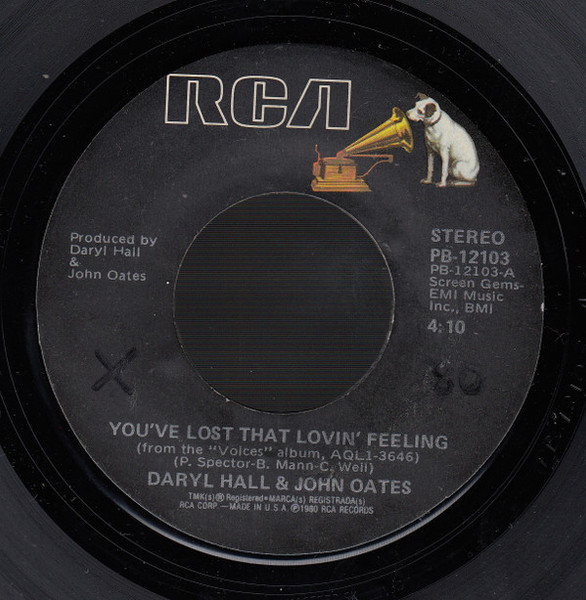 RCA
Produced by
Daryl Hall
&
John Oates
STEREO
PB-12103
PB-12103-A
Screen Gems-
EMI Music
Inc., BMI
4:10
X
YOU'VE LOST THAT LOVIN' FEELING
(from the "Voices" album, AQL1-3646)
(P. Spector-B. Mann-C. Weil)
DARYL HALL & JOHN OATES
TMK(s) ® Registered • MARCA(s) REGISTRADA(s)
RCA CORP. — MADE IN U.S.A. ℗ 1980 RCA RECORDS